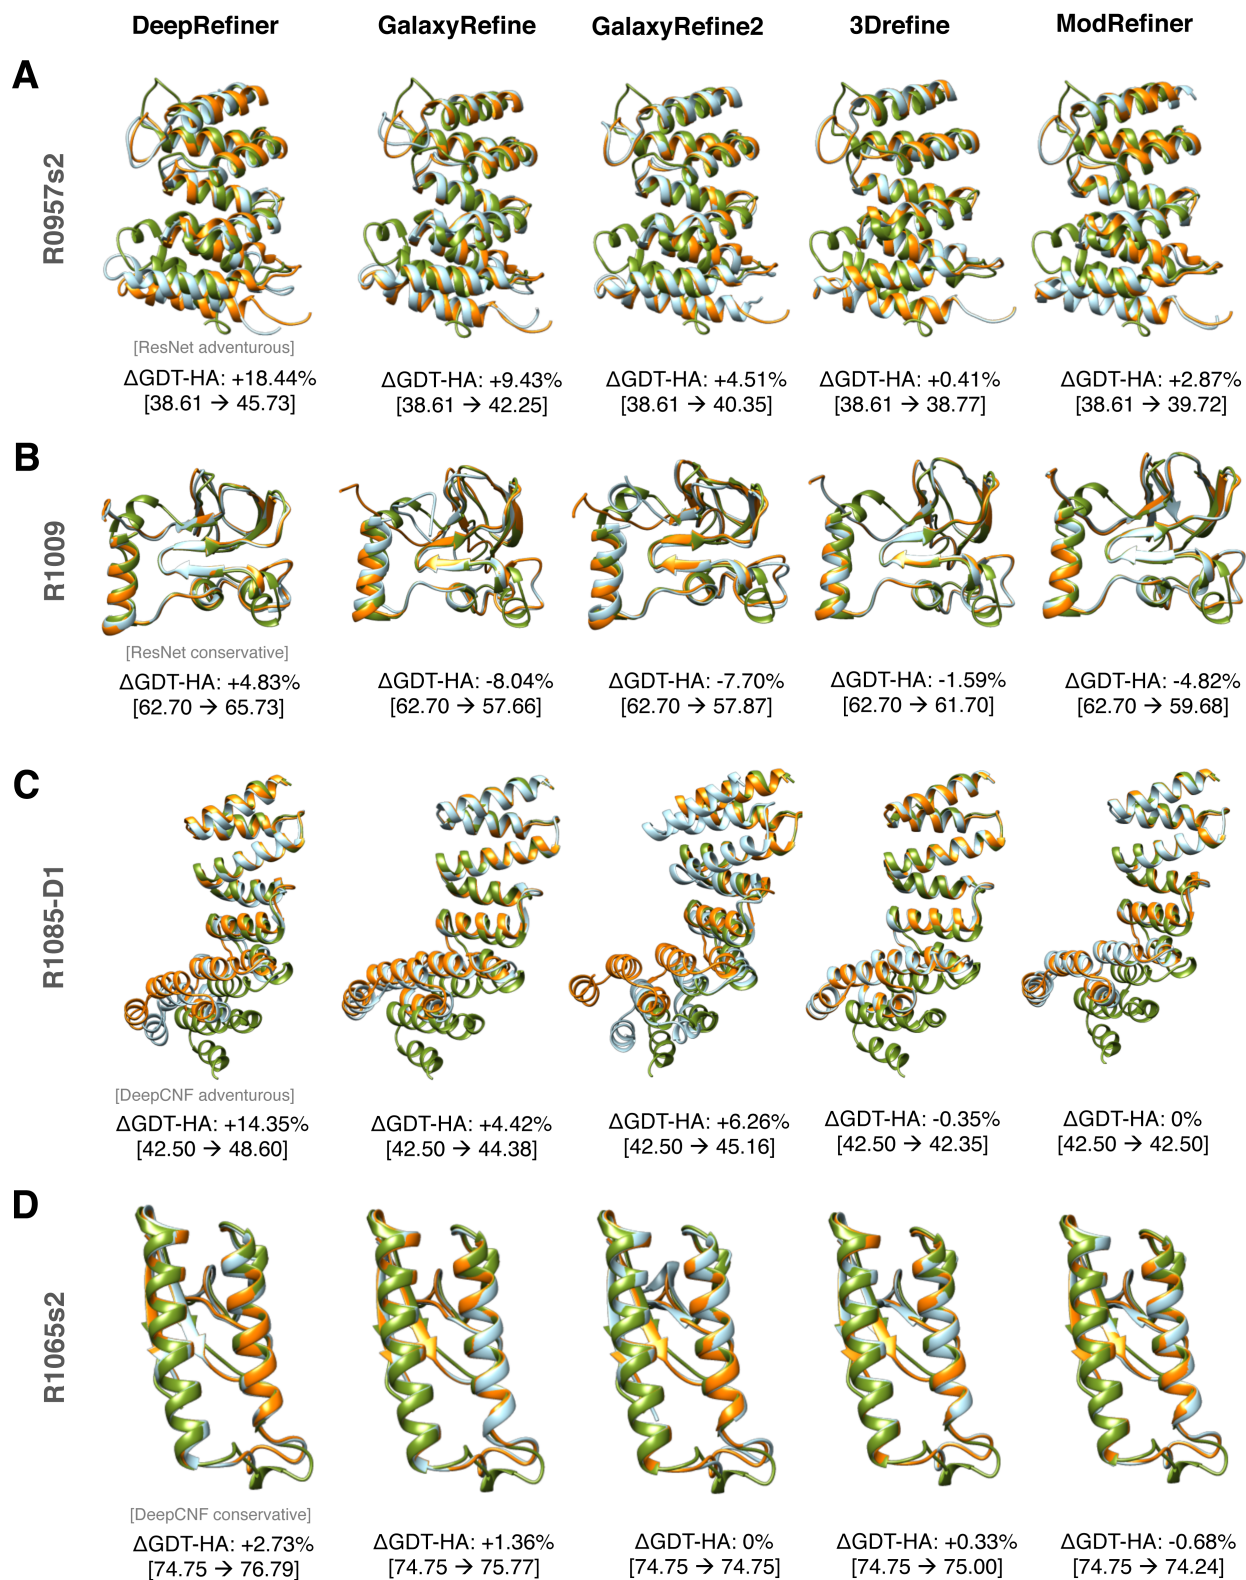 DeepRefiner GalaxyRefine GalaxyRefine2 3Drefine ModRefiner
A
R0957s2
[ResNet adventurous]
ΔGDT-HA: +18.44% ΔGDT-HA: +9.43% ΔGDT-HA: +4.51% ΔGDT-HA: +0.41% ΔGDT-HA: +2.87%
[38.61 → 45.73] [38.61 → 42.25] [38.61 → 40.35] [38.61 → 38.77] [38.61 → 39.72]
B
R1009
[ResNet conservative]
ΔGDT-HA: +4.83% ΔGDT-HA: -8.04% ΔGDT-HA: -7.70% ΔGDT-HA: -1.59% ΔGDT-HA: -4.82%
[62.70 → 65.73] [62.70 → 57.66] [62.70 → 57.87] [62.70 → 61.70] [62.70 → 59.68]
C
R1085-D1
[DeepCNF adventurous]
ΔGDT-HA: +14.35% ΔGDT-HA: +4.42% ΔGDT-HA: +6.26% ΔGDT-HA: -0.35% ΔGDT-HA: 0%
[42.50 → 48.60] [42.50 → 44.38] [42.50 → 45.16] [42.50 → 42.35] [42.50 → 42.50]
D
R1065s2
[DeepCNF conservative]
ΔGDT-HA: +2.73% ΔGDT-HA: +1.36% ΔGDT-HA: 0% ΔGDT-HA: +0.33% ΔGDT-HA: -0.68%
[74.75 → 76.79] [74.75 → 75.77] [74.75 → 74.75] [74.75 → 75.00] [74.75 → 74.24]